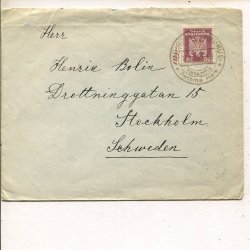 Herr
Henrik Bolin
Drottninggatan 15
Stockholm
Schweden